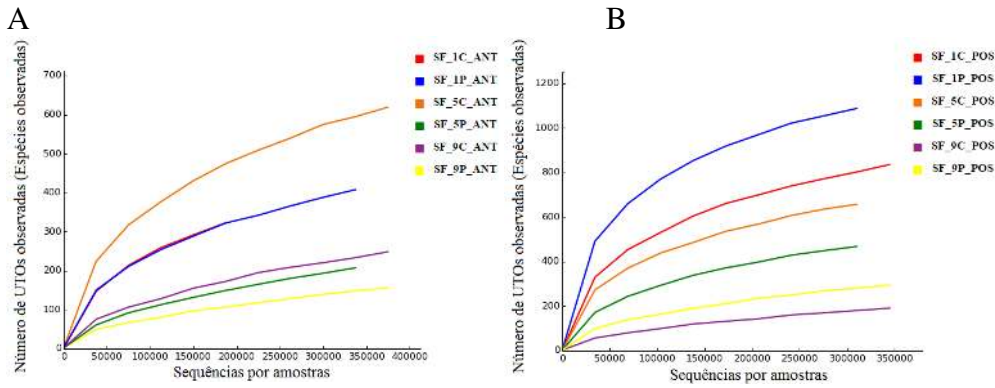 A
Número de UTOs observadas (Espécies observadas)
700
600
500
400
300
200
100
0
0 50000 100000 150000 200000 250000 300000 350000 400000
Sequências por amostras
SF_1C_ANT
SF_1P_ANT
SF_5C_ANT
SF_5P_ANT
SF_9C_ANT
SF_9P_ANT
B
Número de UTOs observadas (Espécies observadas)
1200
1000
800
600
400
200
0
0 50000 100000 150000 200000 250000 300000 350000
Sequências por amostras
SF_1C_POS
SF_1P_POS
SF_5C_POS
SF_5P_POS
SF_9C_POS
SF_9P_POS